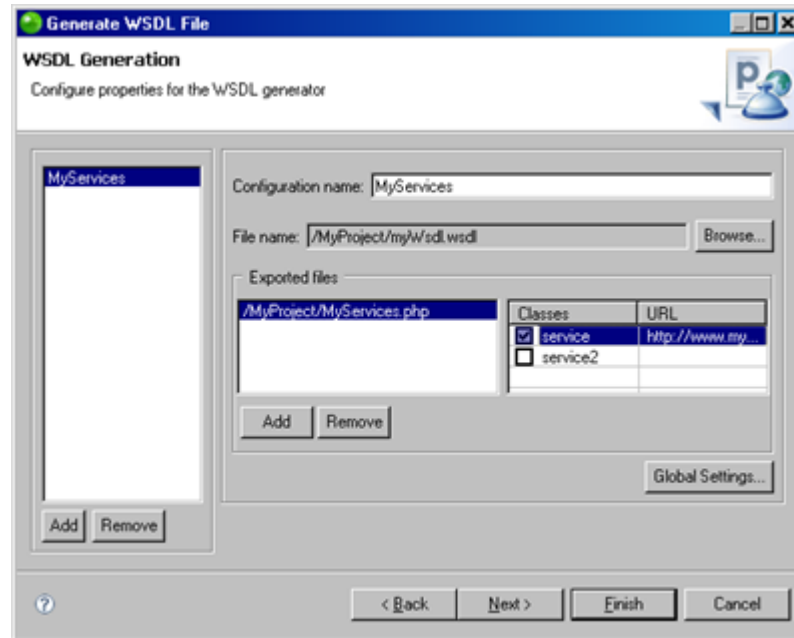 Generate WSDL File
WSDL Generation
Configure properties for the WSDL generator
P
MyServices
Add Remove
Configuration name: MyServices
File name: /MyProject/myWsdl.wsdl Browse...
Exported files
/MyProject/MyServices.php
Classes URL
service http://www.my...
service2
Add Remove
Global Settings...
? < Back Next > Finish Cancel